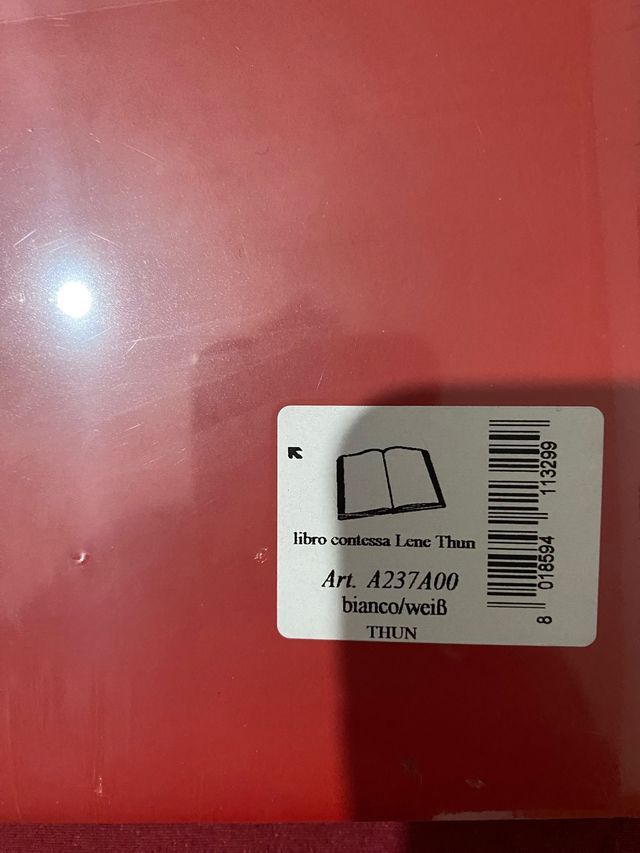 libro contessa Lene Thun
Art. A237A00
bianco/weiß
THUN
8 018594 113299